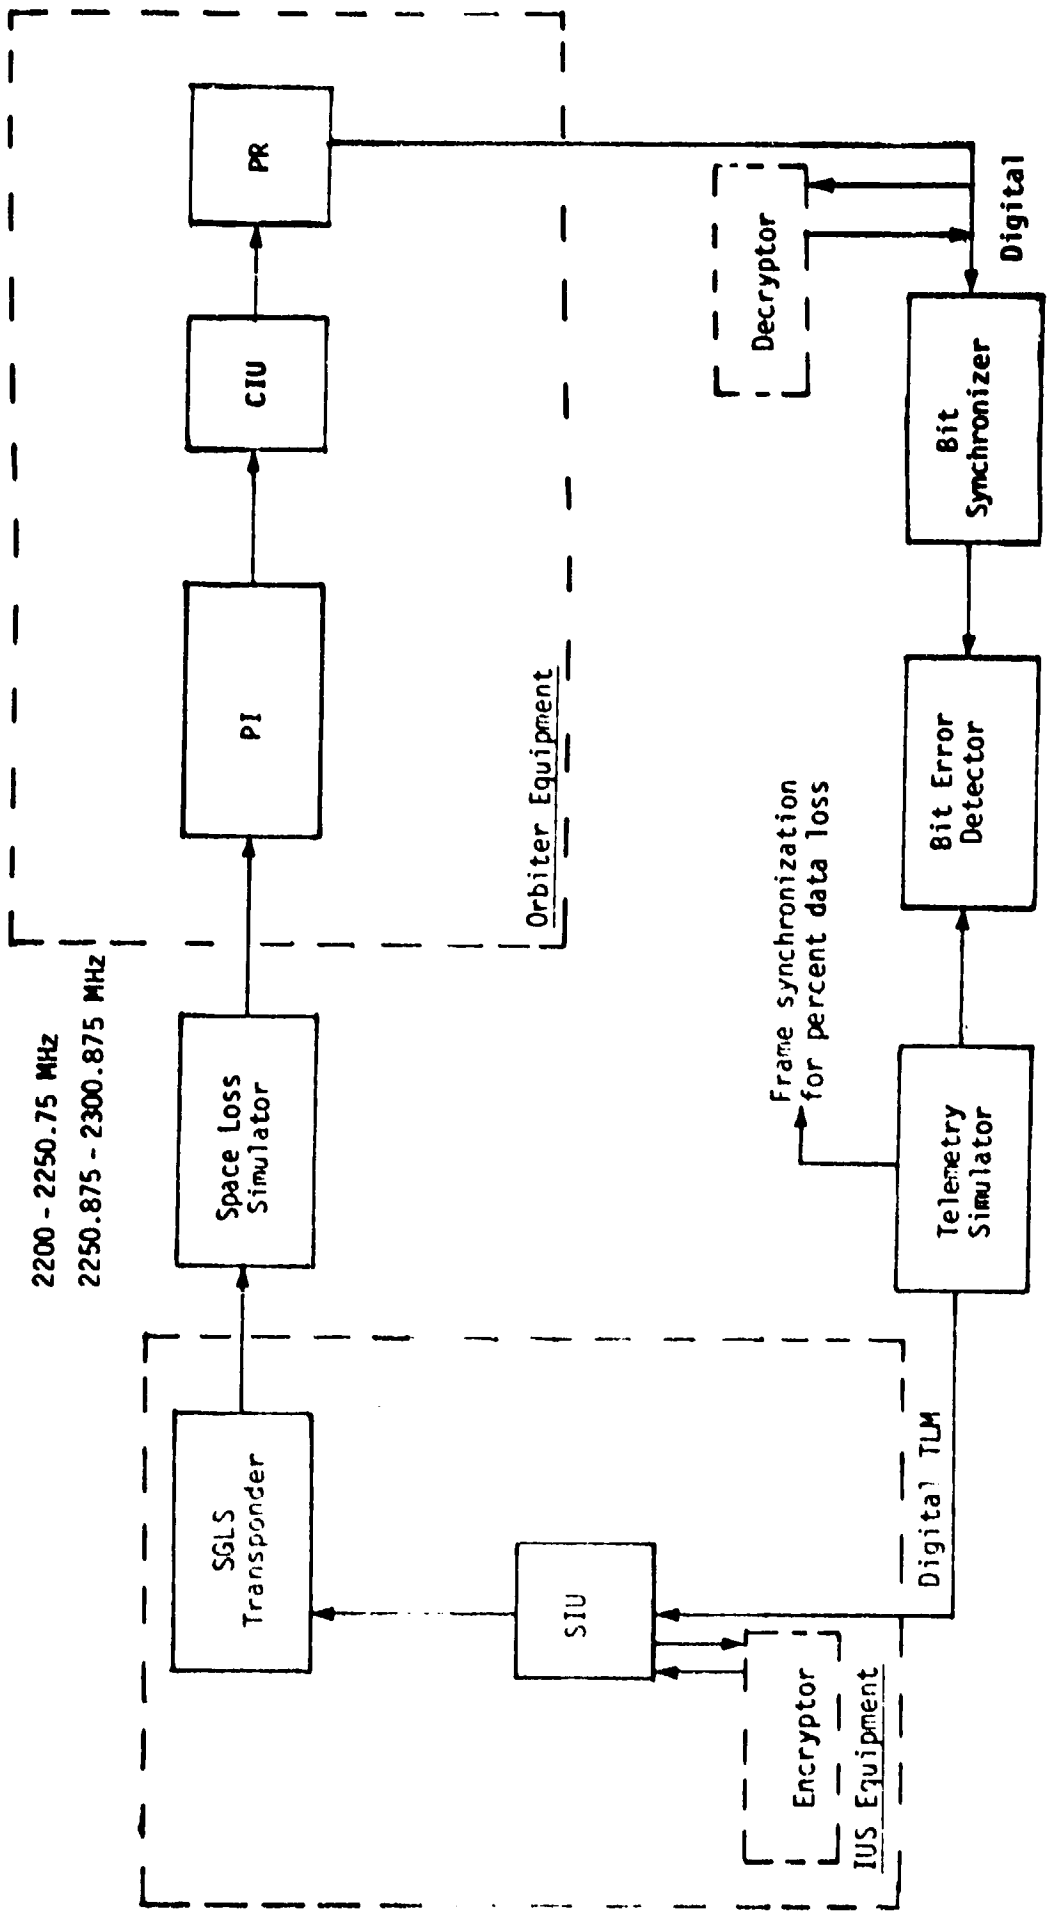 2200 - 2250.75 MHz
2250.875 - 2300.875 MHz
SGLS
Transponder
Space Loss
Simulator
PI
CIU
PR
Orbiter Equipment
SIU
Encryptor
IUS Equipment
Digital TLM
Frame synchronization
for percent data loss
Decryptor
Telemetry
Simulator
Bit Error
Detector
Bit
Synchronizer
Digital